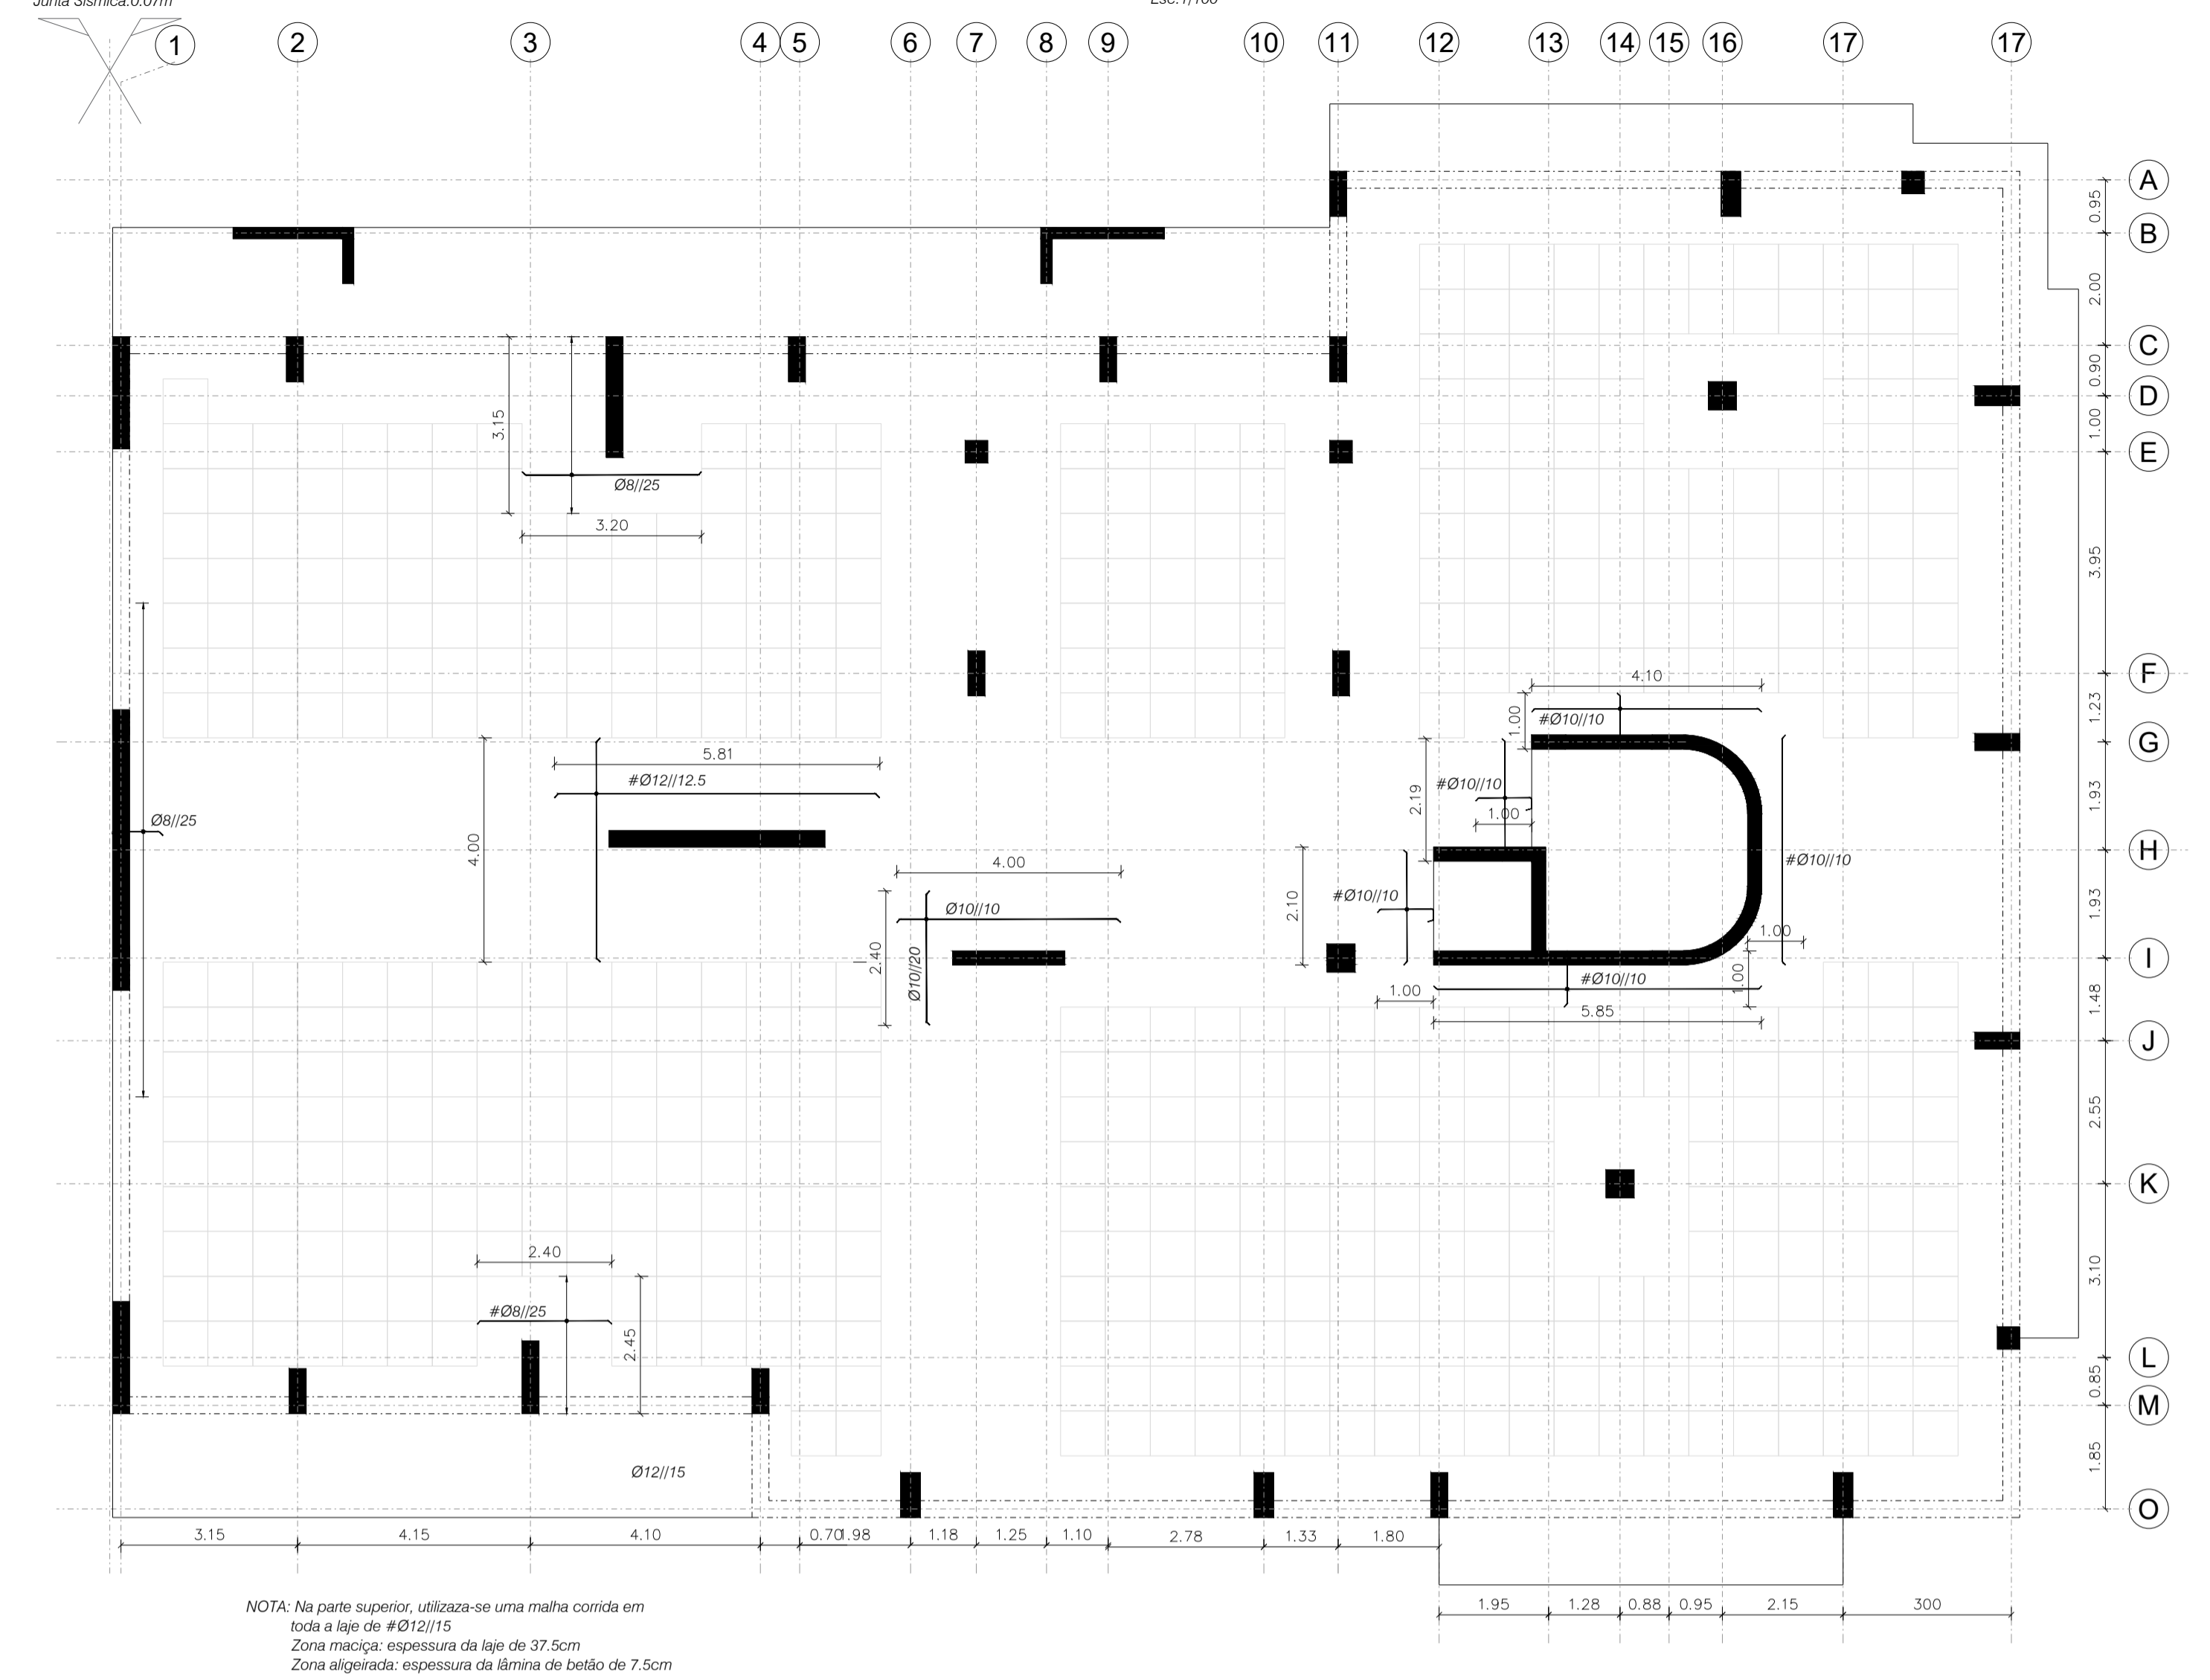 Junta Sísmica:0.07m
Esc:1/100
1 2 3 4 5 6 7 8 9 10 11 12 13 14 15 16 17 17
A
0.95
B
2.00
C
0.90
D
1.00
E
3.15
Ø8//25
3.20
3.95
F
4.10
1.00
#Ø10//10
1.23
G
5.81
#Ø12//12.5
#Ø10//10
2.19
1.00
1.93
Ø8//25
4.00
H
4.00
#Ø10//10
2.10
#Ø10//10
Ø10//10
1.93
2.40
Ø10//20
1.00
I
1.00
#Ø10//10
1.00
5.85
1.48
J
2.55
K
2.40
3.10
#Ø8//25
2.45
L
0.85
M
Ø12//15
1.85
O
3.15 4.15 4.10 0.70 1.98 1.18 1.25 1.10 2.78 1.33 1.80
1.95 1.28 0.88 0.95 2.15 300
NOTA: Na parte superior, utilizaza-se uma malha corrida em
toda a laje de #Ø12//15
Zona maciça: espessura da laje de 37.5cm
Zona aligeirada: espessura da lâmina de betão de 7.5cm